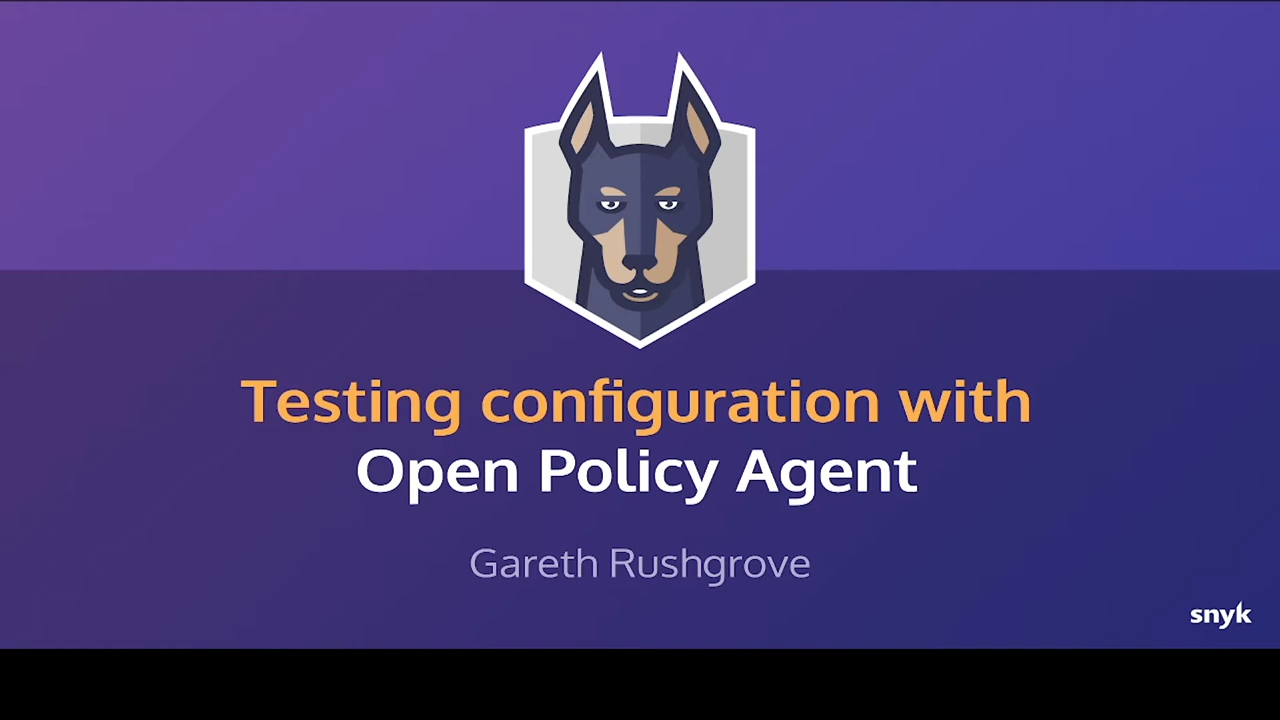 Testing configuration with
Open Policy Agent
Gareth Rushgrove
snyk